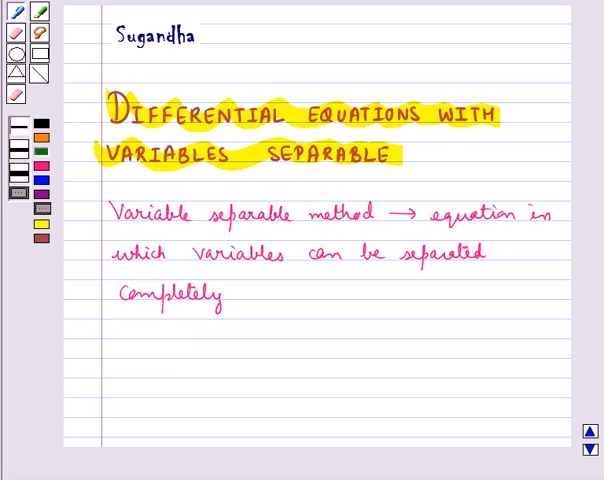 Sugandha
DIFFERENTIAL EQUATIONS WITH
VARIABLES SEPARABLE
Variable separable method → equation in
which variables can be separated
completely